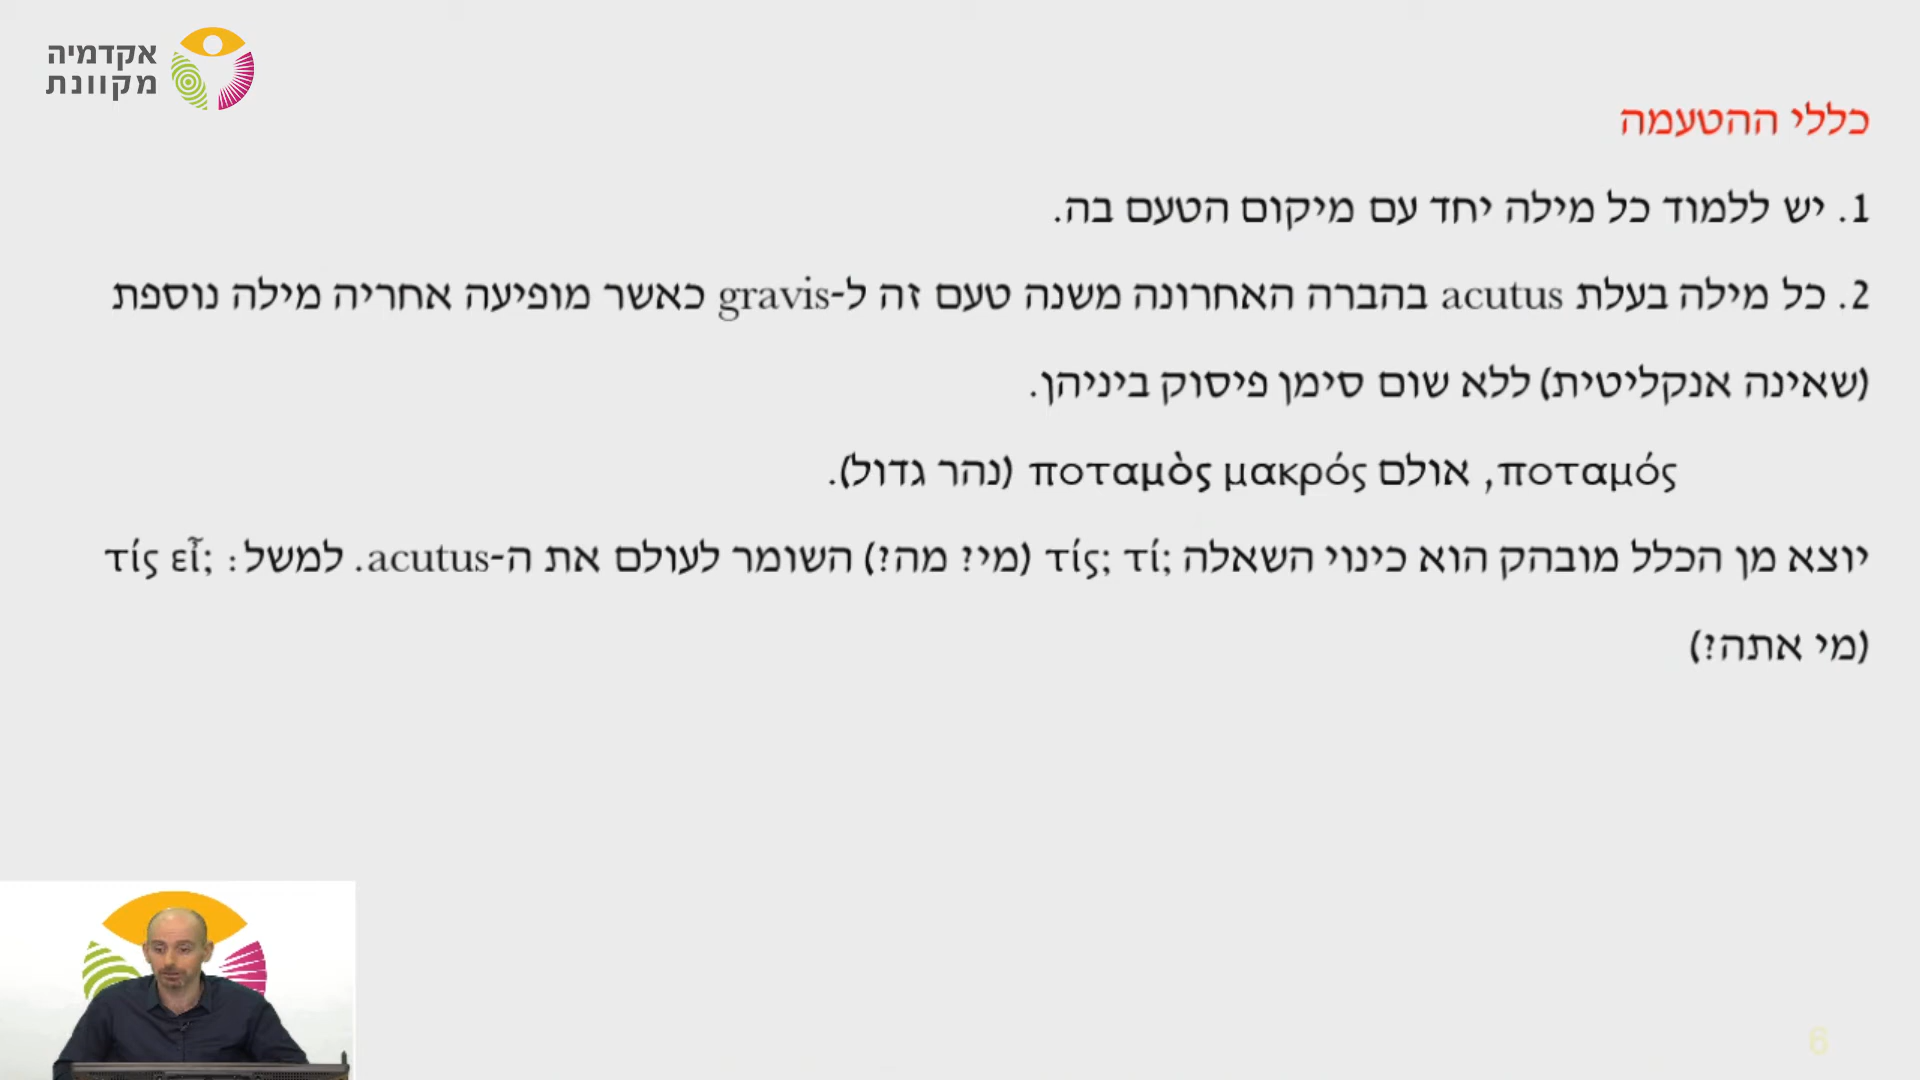 אקדמיה
מקוונת
כללי ההטעמה
1. יש ללמוד כל מילה יחד עם מיקום הטעם בה.
2. כל מילה בעלת acutus בהברה האחרונה משנה טעם זה ל-gravis כאשר מופיעה אחריה מילה נוספת
(שאינה אנקליטית) ללא שום סימן פיסוק ביניהן.
ποταμός, אולם ποταμὸς μακρός (נהר גדול).
יוצא מן הכלל מובהק הוא כינוי השאלה τίς; τί; (מי? מה?) השומר לעולם את ה-acutus. למשל: τίς εἶ;
(מי אתה?)
6